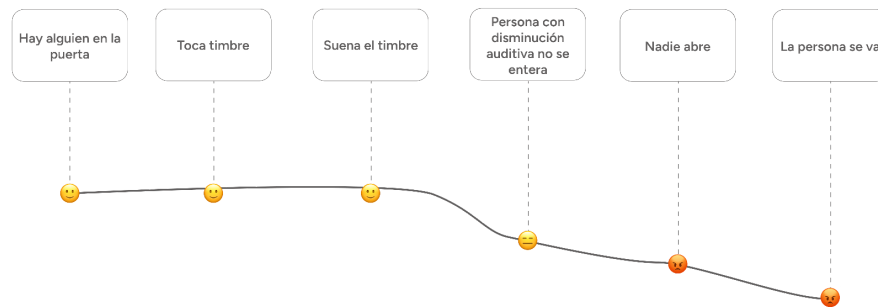 Hay alguien en la
puerta
Toca timbre
Suena el timbre
Persona con
disminución
auditiva no se
entera
Nadie abre
La persona se va